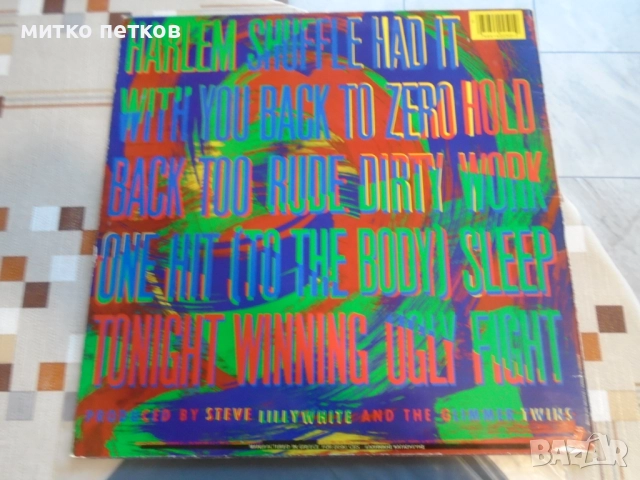 митко петков
HARLEM SHUFFLE HAD IT
WITH YOU BACK TO ZERO HOLD
BACK TOO RUDE DIRTY WORK
ONE HIT (TO THE BODY) SLEEP
TONIGHT WINNING UGLY FIGHT
PRODUCED BY STEVE LILLYWHITE AND THE GLIMMER TWINS
BAZAR